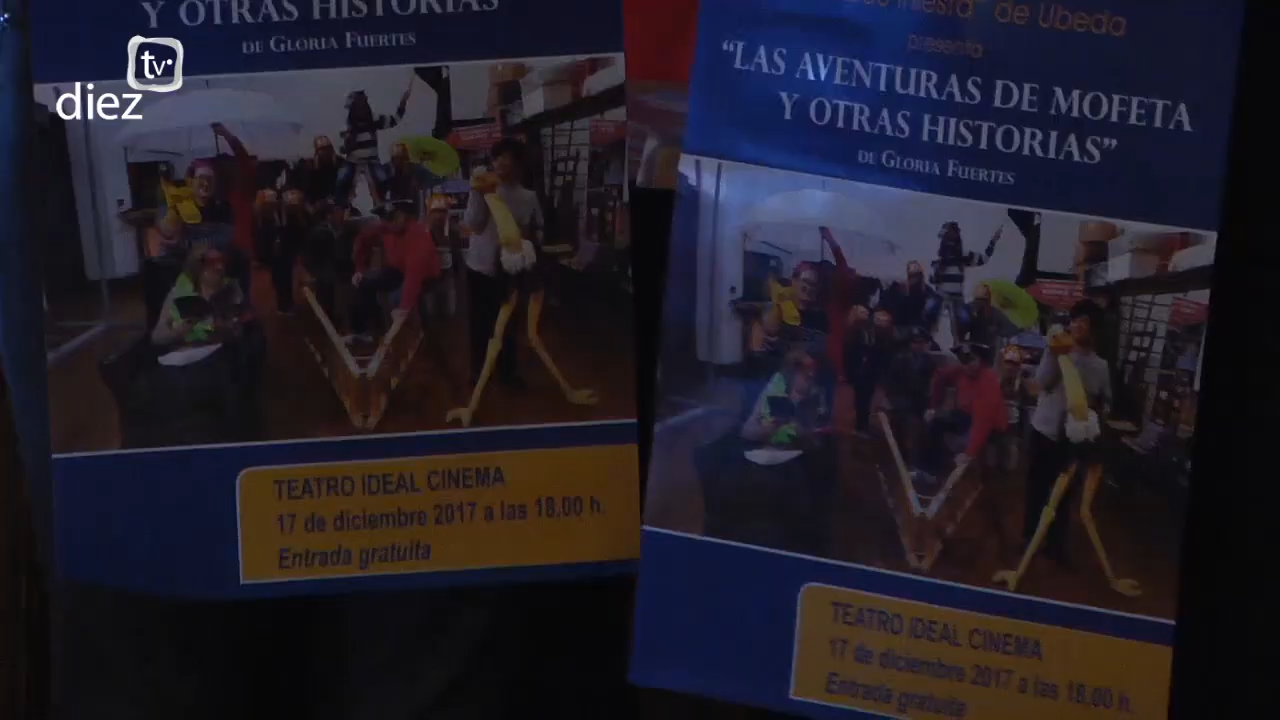 tv
diez
Y OTRAS HISTORIAS
DE GLORIA FUERTES
TEATRO IDEAL CINEMA
17 de diciembre 2017 a las 18,00 h.
Entrada gratuita
de Ubeda
presenta
"LAS AVENTURAS DE MOFETA
Y OTRAS HISTORIAS"
DE GLORIA FUERTES
TEATRO IDEAL CINEMA
17 de diciembre 2017 a las 18,00 h.
Entrada gratuita